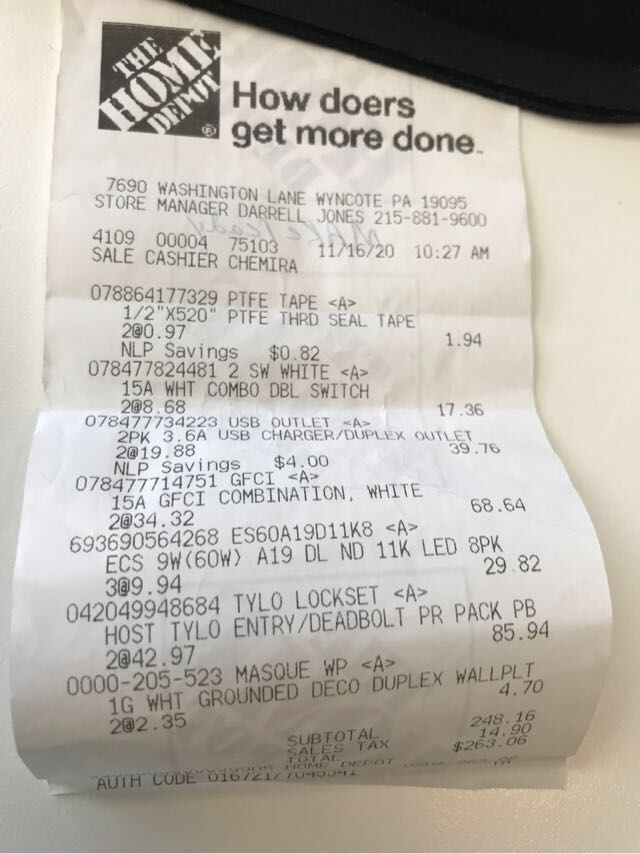 THE
HOME
DEPOT
®
How doers
get more done.™
7690 WASHINGTON LANE WYNCOTE PA 19095
STORE MANAGER DARRELL JONES 215-881-9600
4109 00004 75103 11/16/20 10:27 AM
SALE CASHIER CHEMIRA
078864177329 PTFE TAPE <A>
1/2"X520" PTFE THRD SEAL TAPE
2@0.97 1.94
NLP Savings $0.82
078477824481 2 SW WHITE <A>
15A WHT COMBO DBL SWITCH
2@8.68 17.36
078477734223 USB OUTLET <A>
2PK 3.6A USB CHARGER/DUPLEX OUTLET
2@19.88 39.76
NLP Savings $4.00
078477714751 GFCI <A>
15A GFCI COMBINATION, WHITE
2@34.32 68.64
693690564268 ES60A19D11K8 <A>
ECS 9W(60W) A19 DL ND 11K LED 8PK
3@9.94 29.82
042049948684 TYLO LOCKSET <A>
HOST TYLO ENTRY/DEADBOLT PR PACK PB
2@42.97 85.94
0000-205-523 MASQUE WP <A>
1G WHT GROUNDED DECO DUPLEX WALLPLT
2@2.35 4.70
SUBTOTAL 248.16
SALES TAX 14.90
TOTAL $263.06
HOME DEPOT
AUTH CODE